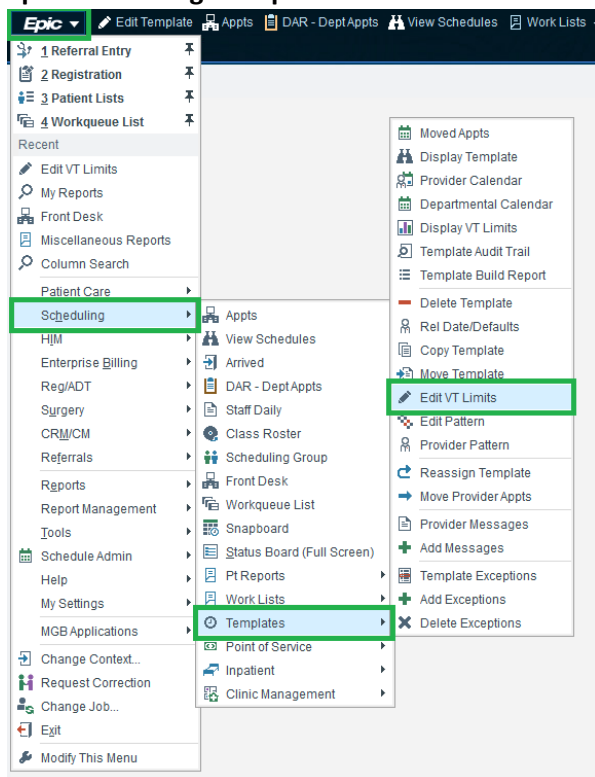 Epic Edit Template Appts DAR - Dept Appts View Schedules Work Lists
1 Referral Entry
2 Registration
3 Patient Lists
4 Workqueue List
Recent
Edit VT Limits
My Reports
Front Desk
Miscellaneous Reports
Column Search
Patient Care
Scheduling
HIM
Enterprise Billing
Reg/ADT
Surgery
CRM/CM
Referrals
Reports
Report Management
Tools
Schedule Admin
Help
My Settings
MGB Applications
Change Context...
Request Correction
Change Job...
Exit
Modify This Menu
Appts
View Schedules
Arrived
DAR - Dept Appts
Staff Daily
Class Roster
Scheduling Group
Front Desk
Workqueue List
Snapboard
Status Board (Full Screen)
Pt Reports
Work Lists
Templates
Point of Service
Inpatient
Clinic Management
Moved Appts
Display Template
Provider Calendar
Departmental Calendar
Display VT Limits
Template Audit Trail
Template Build Report
Delete Template
Rel Date/Defaults
Copy Template
Move Template
Edit VT Limits
Edit Pattern
Provider Pattern
Reassign Template
Move Provider Appts
Provider Messages
Add Messages
Template Exceptions
Add Exceptions
Delete Exceptions